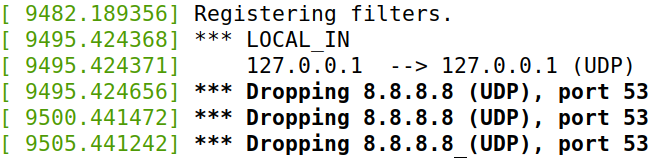 [ 9482.189356] Registering filters.
[ 9495.424368] *** LOCAL_IN
[ 9495.424371]     127.0.0.1  --> 127.0.0.1 (UDP)
[ 9495.424656] *** Dropping 8.8.8.8 (UDP), port 53
[ 9500.441472] *** Dropping 8.8.8.8 (UDP), port 53
[ 9505.441242] *** Dropping 8.8.8.8_(UDP), port 53